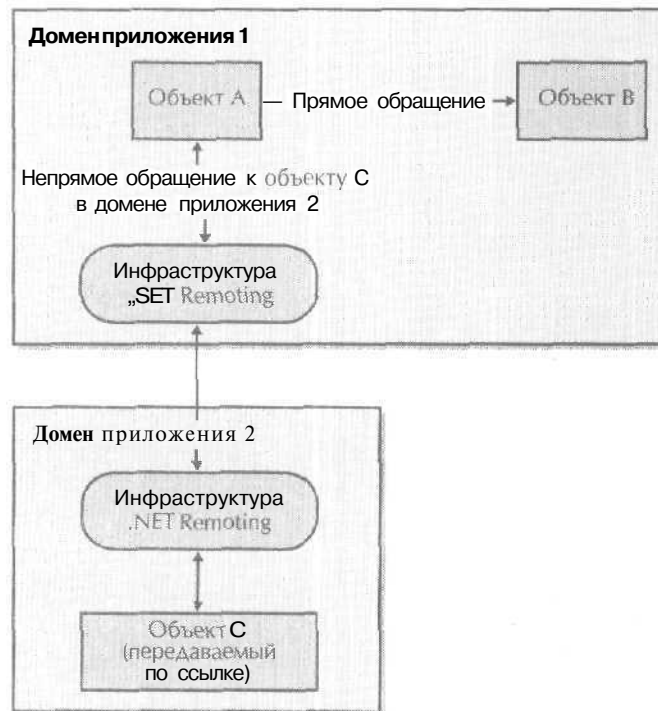 Домен приложения 1
Объект A — Прямое обращение
Объект B
Непрямое обращение к объекту C
в домене приложения 2
Инфраструктура
„SET Remoting
Домен приложения 2
Инфраструктура
.NET Remoting
Объект C
(передаваемый
по ссылке)